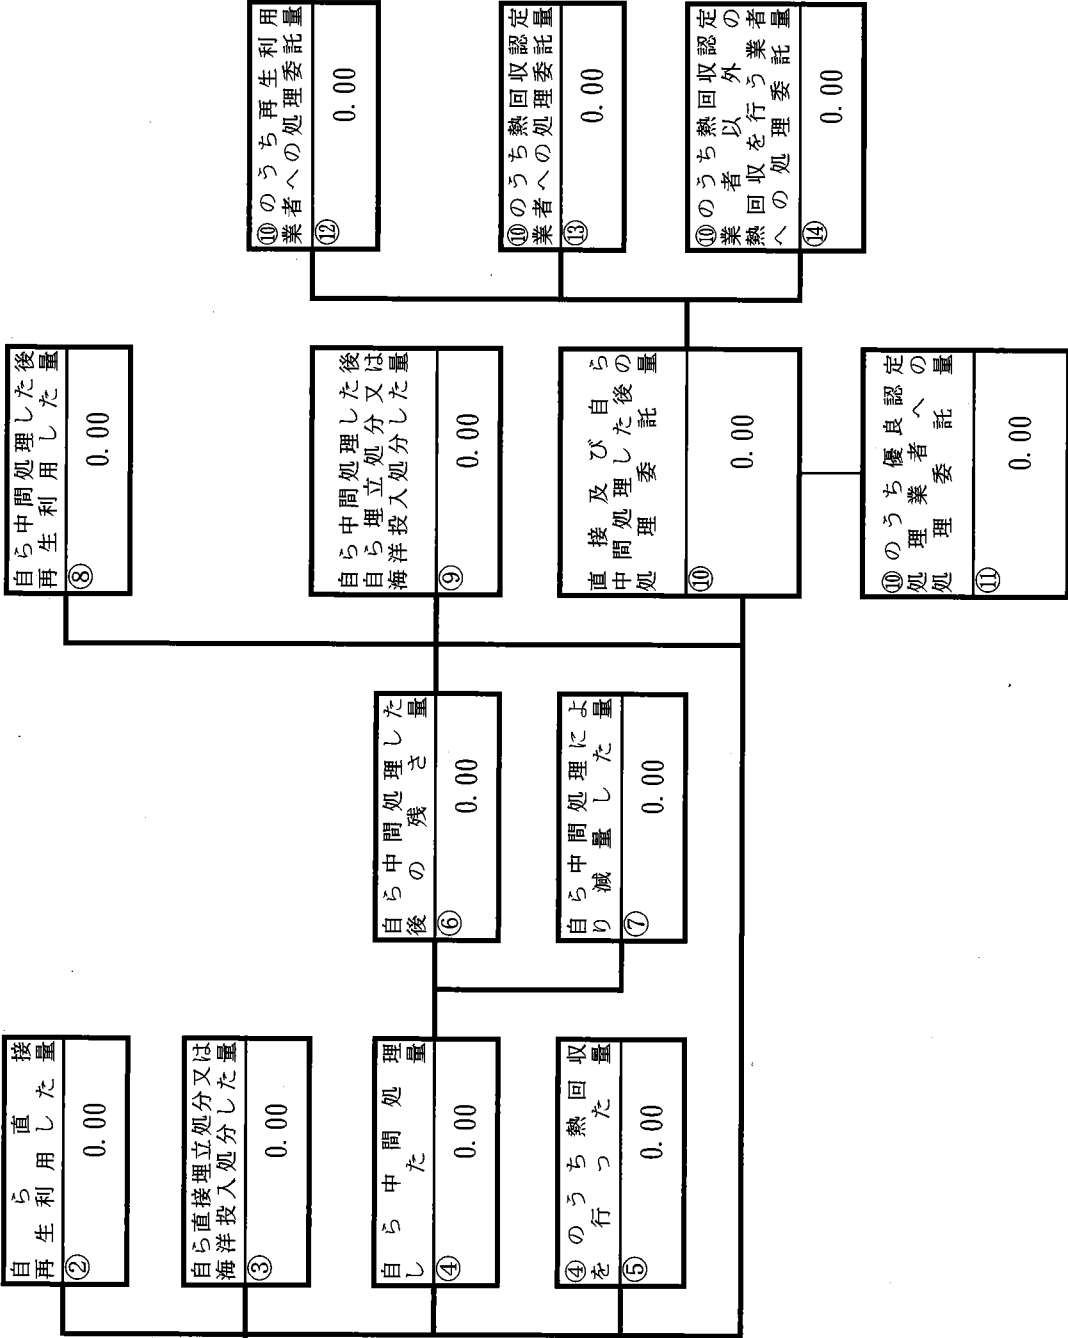 自ら直接
再生利用した量
②
0.00
自ら直接埋立処分又は
海洋投入処分した量
③
0.00
自ら中間処理
した量
④
0.00
④のうち熱回収
を行った量
⑤
0.00
自ら中間処理した
後の残さ量
⑥
0.00
自ら中間処理によ
り減量した量
⑦
0.00
自ら中間処理した後
再生利用した量
⑧
0.00
自ら中間処理した後
自ら埋立処分又は
海洋投入処分した量
⑨
0.00
直接及び自ら
中間処理した後の
処理委託量
⑩
0.00
⑩のうち優良認定
処理業者への
処理委託量
⑪
0.00
⑩のうち再生利用
業者への処理委託量
⑫
0.00
⑩のうち熱回収認定
業者への処理委託量
⑬
0.00
⑩のうち熱回収認定
業者以外の
熱回収を行う業者
への処理委託量
⑭
0.00